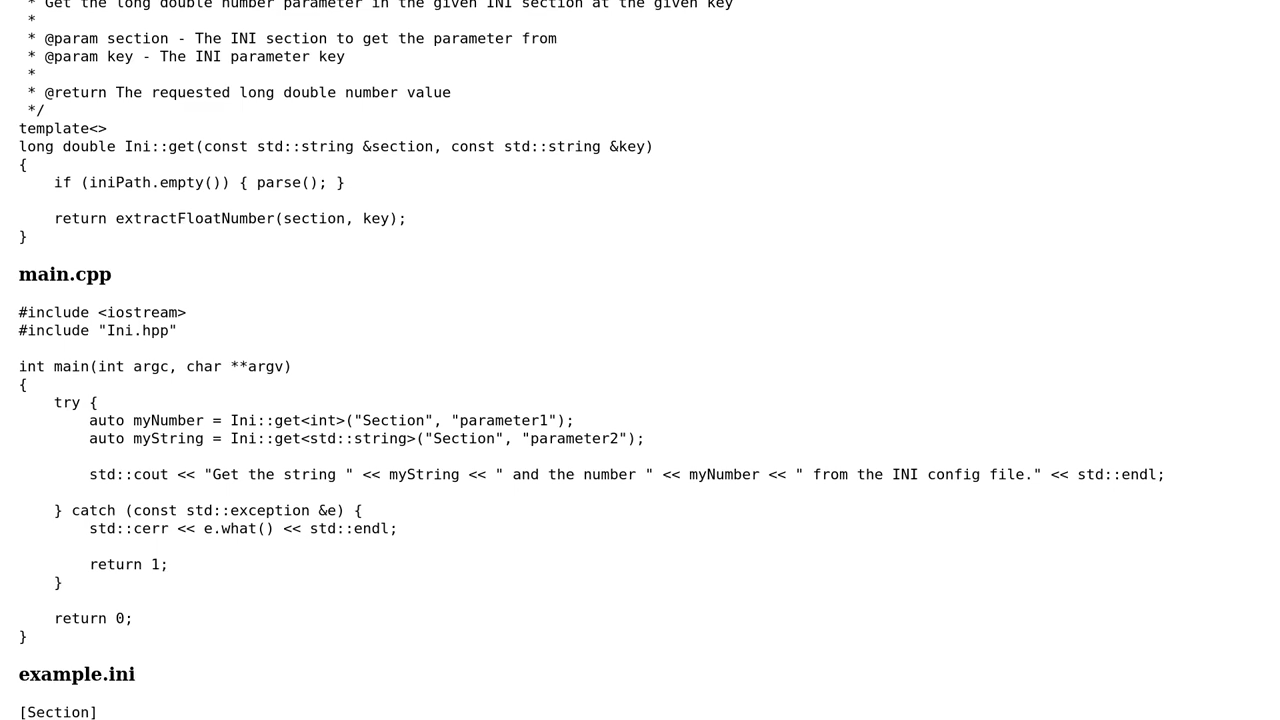 * Get the long double number parameter in the given INI section at the given key
 *
 * @param section - The INI section to get the parameter from
 * @param key - The INI parameter key
 *
 * @return The requested long double number value
 */
template<>
long double Ini::get(const std::string &section, const std::string &key)
{
    if (iniPath.empty()) { parse(); }

    return extractFloatNumber(section, key);
}
main.cpp
#include <iostream>
#include "Ini.hpp"

int main(int argc, char **argv)
{
    try {
        auto myNumber = Ini::get<int>("Section", "parameter1");
        auto myString = Ini::get<std::string>("Section", "parameter2");

        std::cout << "Get the string " << myString << " and the number " << myNumber << " from the INI config file." << std::endl;

    } catch (const std::exception &e) {
        std::cerr << e.what() << std::endl;

        return 1;
    }

    return 0;
}
example.ini
[Section]